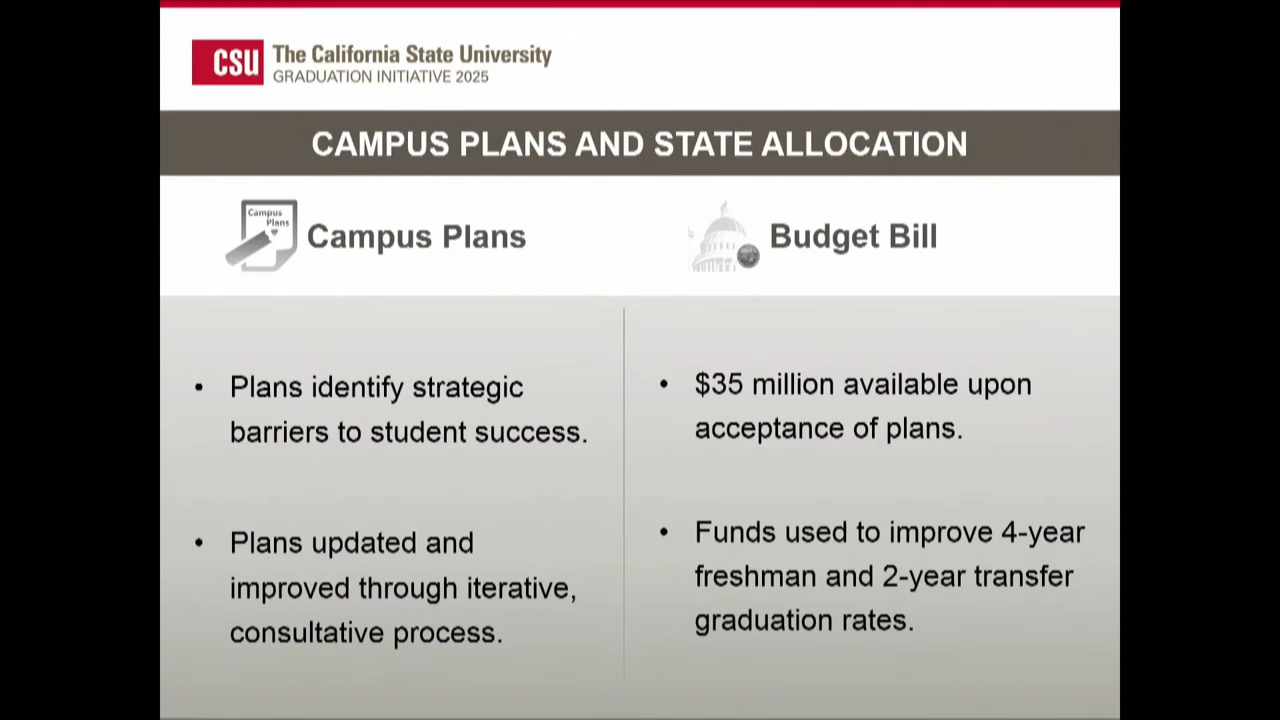 CSU The California State University
GRADUATION INITIATIVE 2025
CAMPUS PLANS AND STATE ALLOCATION
Campus
Plans
Campus Plans
Budget Bill
• Plans identify strategic
barriers to student success.
• Plans updated and
improved through iterative,
consultative process.
• $35 million available upon
acceptance of plans.
• Funds used to improve 4-year
freshman and 2-year transfer
graduation rates.